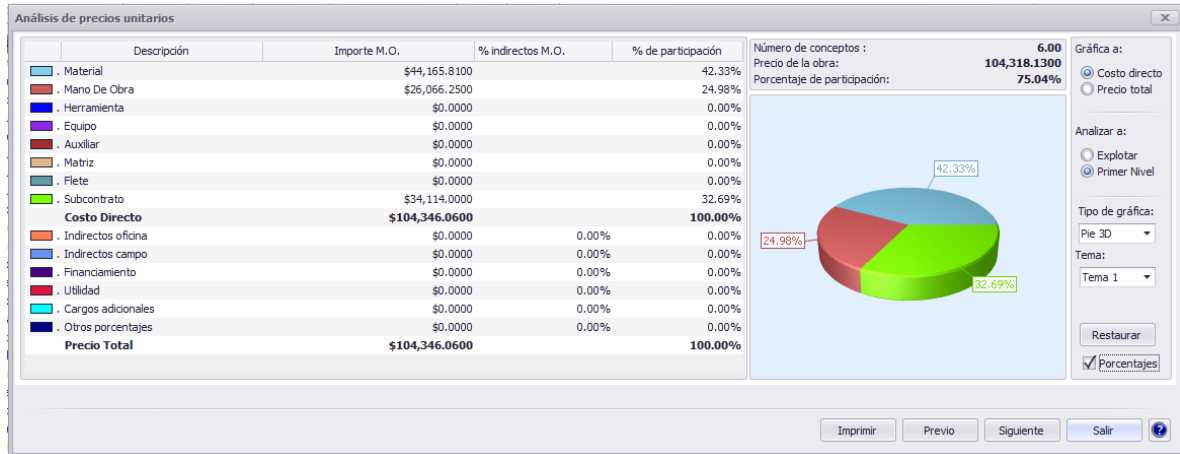 Análisis de precios unitarios
Descripción Importe M.O. % indirectos M.O. % de participación
. Material $44,165.8100 42.33%
. Mano De Obra $26,066.2500 24.98%
. Herramienta $0.0000 0.00%
. Equipo $0.0000 0.00%
. Auxiliar $0.0000 0.00%
. Matriz $0.0000 0.00%
. Flete $0.0000 0.00%
. Subcontrato $34,114.0000 32.69%
Costo Directo $104,346.0600 100.00%
. Indirectos oficina $0.0000 0.00% 0.00%
. Indirectos campo $0.0000 0.00% 0.00%
. Financiamiento $0.0000 0.00% 0.00%
. Utilidad $0.0000 0.00% 0.00%
. Cargos adicionales $0.0000 0.00% 0.00%
. Otros porcentajes $0.0000 0.00% 0.00%
Precio Total $104,346.0600 100.00%
Número de conceptos : 6.00
Precio de la obra: 104,318.1300
Porcentaje de participación: 75.04%
42.33%
24.98%
32.69%
Gráfica a:
Costo directo
Precio total
Analizar a:
Explotar
Primer Nivel
Tipo de gráfica:
Pie 3D
Tema:
Tema 1
Restaurar
Porcentajes
Imprimir Previo Siguiente Salir ?